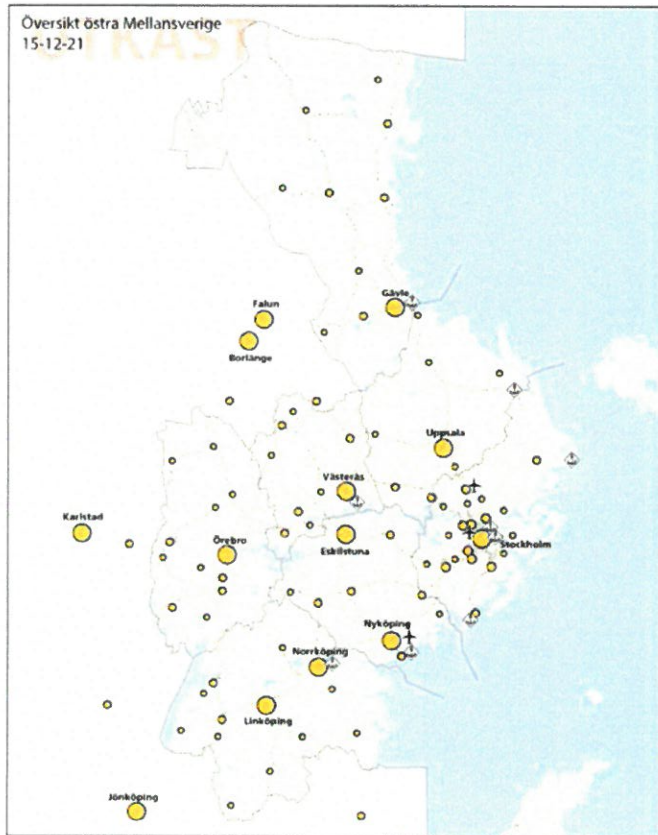 Översikt östra Mellansverige
15-12-21
UTKAST
Gävle
Falun
Borlänge
Uppsala
Västerås
Karlstad
Örebro
Eskilstuna
Stockholm
Nyköping
Norrköping
Linköping
Jönköping